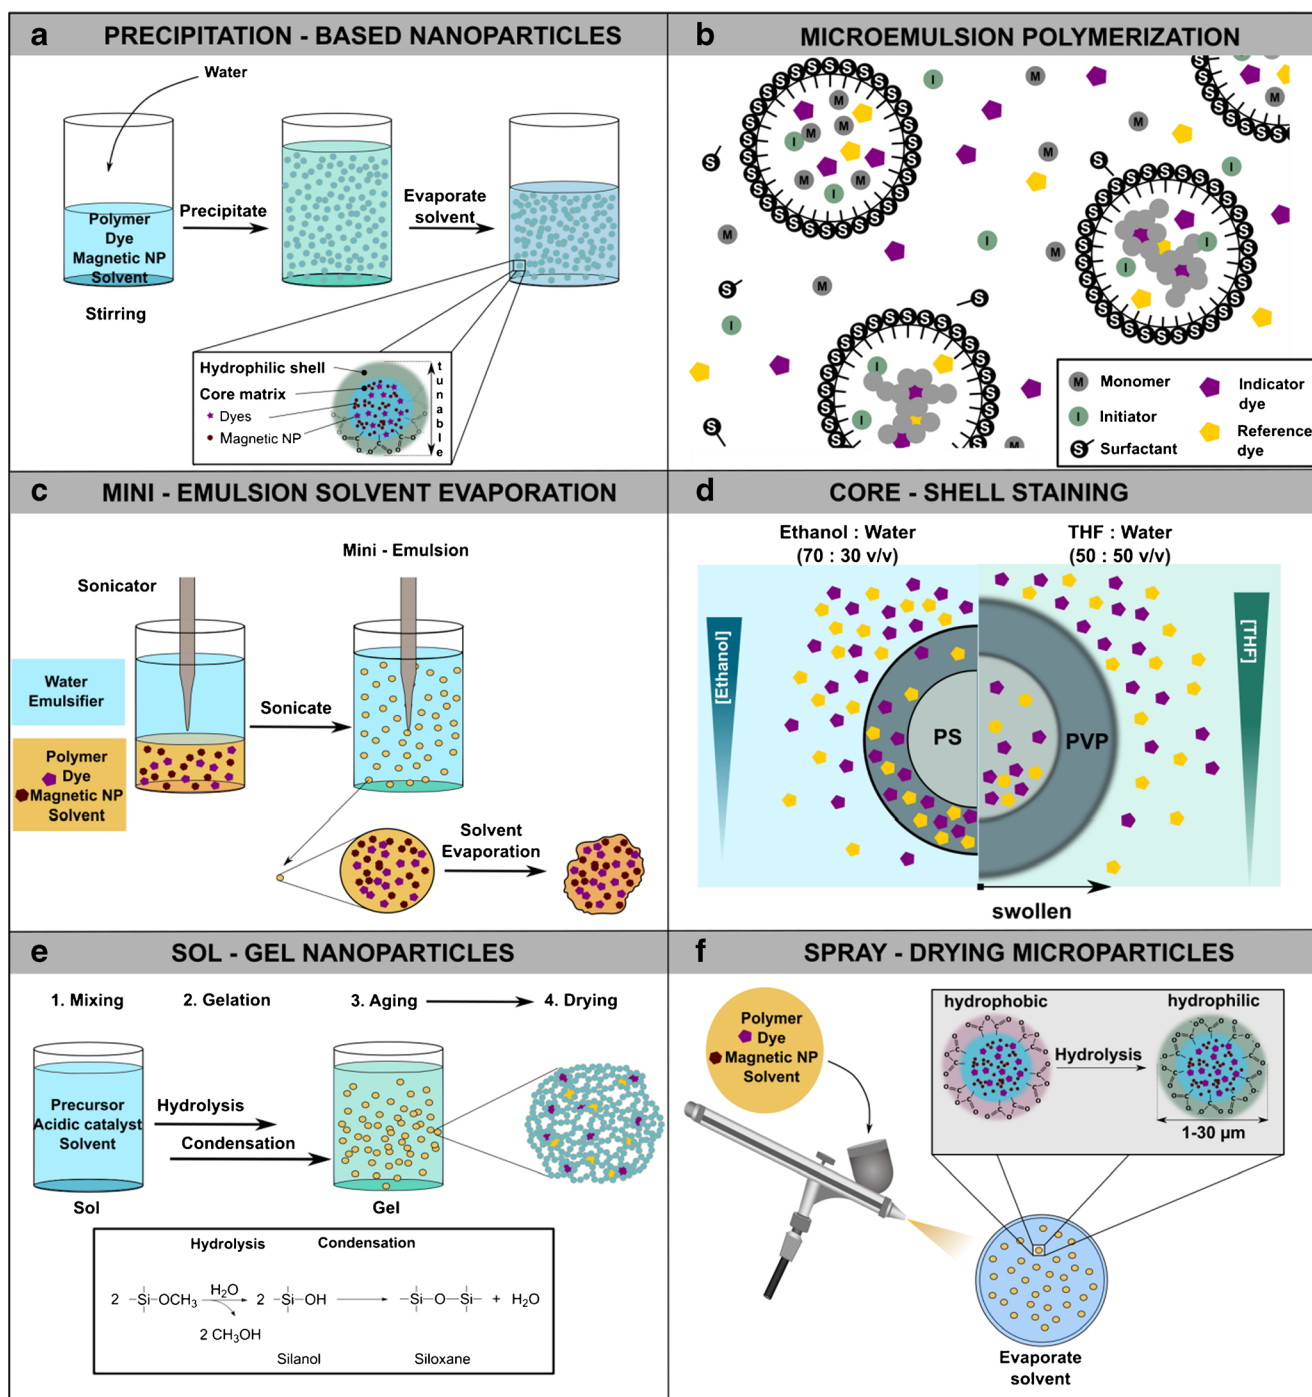 a PRECIPITATION - BASED NANOPARTICLES
Water
Polymer
Dye
Magnetic NP
Solvent
Stirring
Precipitate
Evaporate
solvent
Hydrophilic shell
Core matrix
Dyes
Magnetic NP
tunable
b MICROEMULSION POLYMERIZATION
M Monomer
I Initiator
S Surfactant
Indicator
dye
Reference
dye
c MINI - EMULSION SOLVENT EVAPORATION
Mini - Emulsion
Sonicator
Water
Emulsifier
Sonicate
Polymer
Dye
Magnetic NP
Solvent
Solvent
Evaporation
d CORE - SHELL STAINING
Ethanol : Water
(70 : 30 v/v)
THF : Water
(50 : 50 v/v)
[Ethanol]
[THF]
PS
PVP
swollen
e SOL - GEL NANOPARTICLES
1. Mixing
2. Gelation
3. Aging
4. Drying
Precursor
Acidic catalyst
Solvent
Hydrolysis
Condensation
Sol
Gel
Hydrolysis
Condensation
2 -Si-OCH₃ H₂O 2 -Si-OH -Si-O-Si- + H₂O
2 CH₃OH
Silanol
Siloxane
f SPRAY - DRYING MICROPARTICLES
Polymer
Dye
Magnetic NP
Solvent
hydrophobic
hydrophilic
Hydrolysis
1-30 µm
Evaporate
solvent